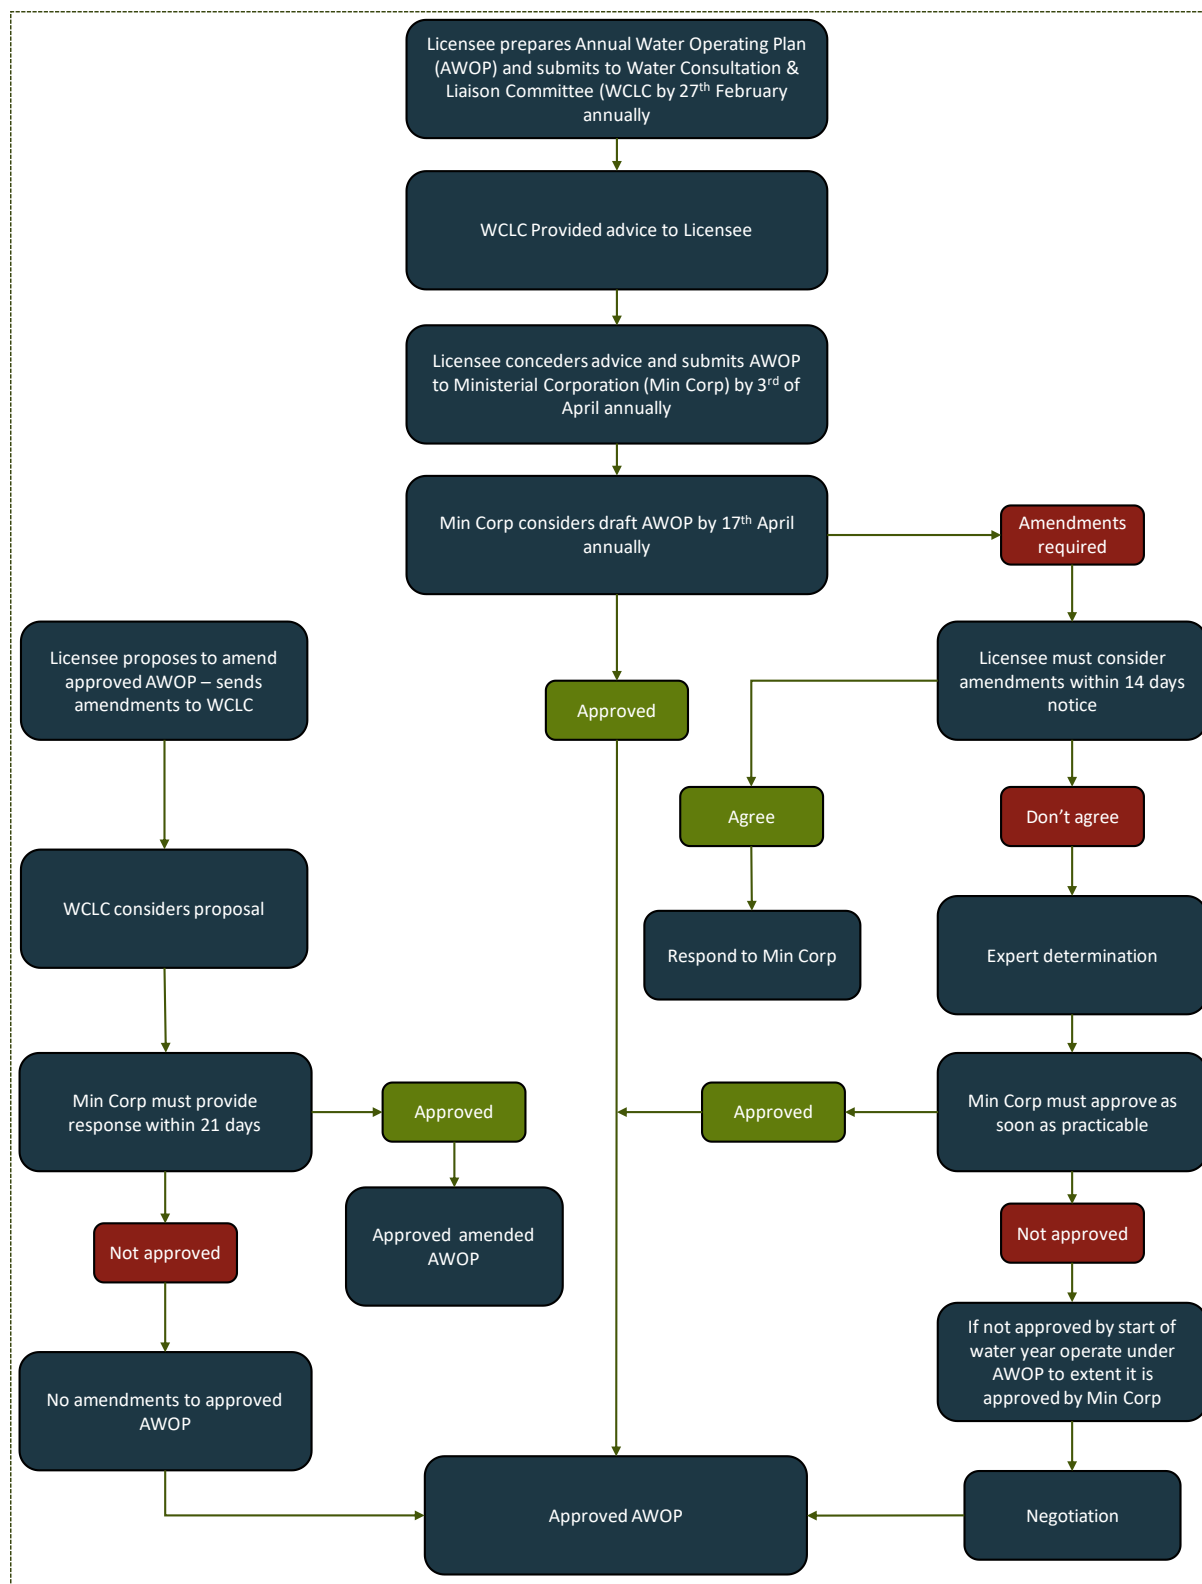 Licensee prepares Annual Water Operating Plan
(AWOP) and submits to Water Consultation &
Liaison Committee (WCLC by 27th February
annually
WCLC Provided advice to Licensee
Licensee conceders advice and submits AWOP
to Ministerial Corporation (Min Corp) by 3rd of
April annually
Min Corp considers draft AWOP by 17th April
annually
Amendments
required
Licensee proposes to amend
approved AWOP – sends
amendments to WCLC
Approved
Licensee must consider
amendments within 14 days
notice
Agree
Don’t agree
WCLC considers proposal
Respond to Min Corp
Expert determination
Min Corp must provide
response within 21 days
Approved
Approved
Min Corp must approve as
soon as practicable
Not approved
Approved amended
AWOP
Not approved
If not approved by start of
water year operate under
AWOP to extent it is
approved by Min Corp
No amendments to approved
AWOP
Approved AWOP
Negotiation